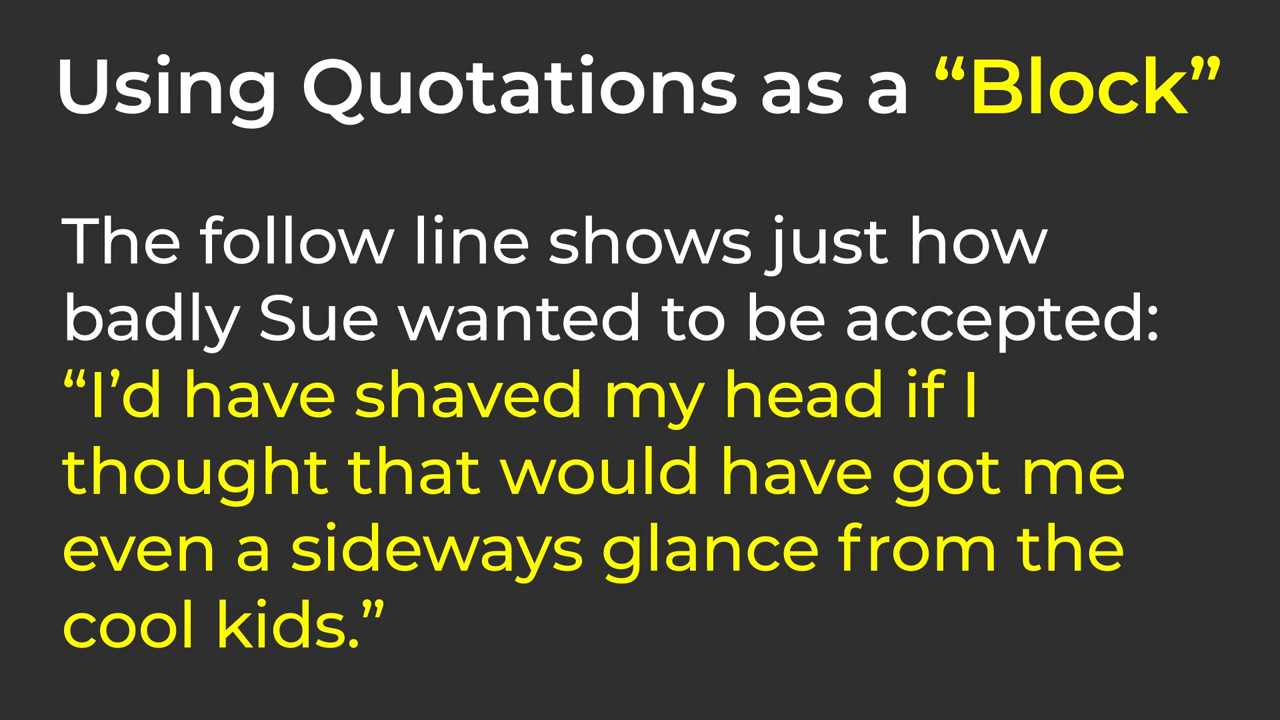 Using Quotations as a “Block”
The follow line shows just how
badly Sue wanted to be accepted:
“I’d have shaved my head if I
thought that would have got me
even a sideways glance from the
cool kids.”